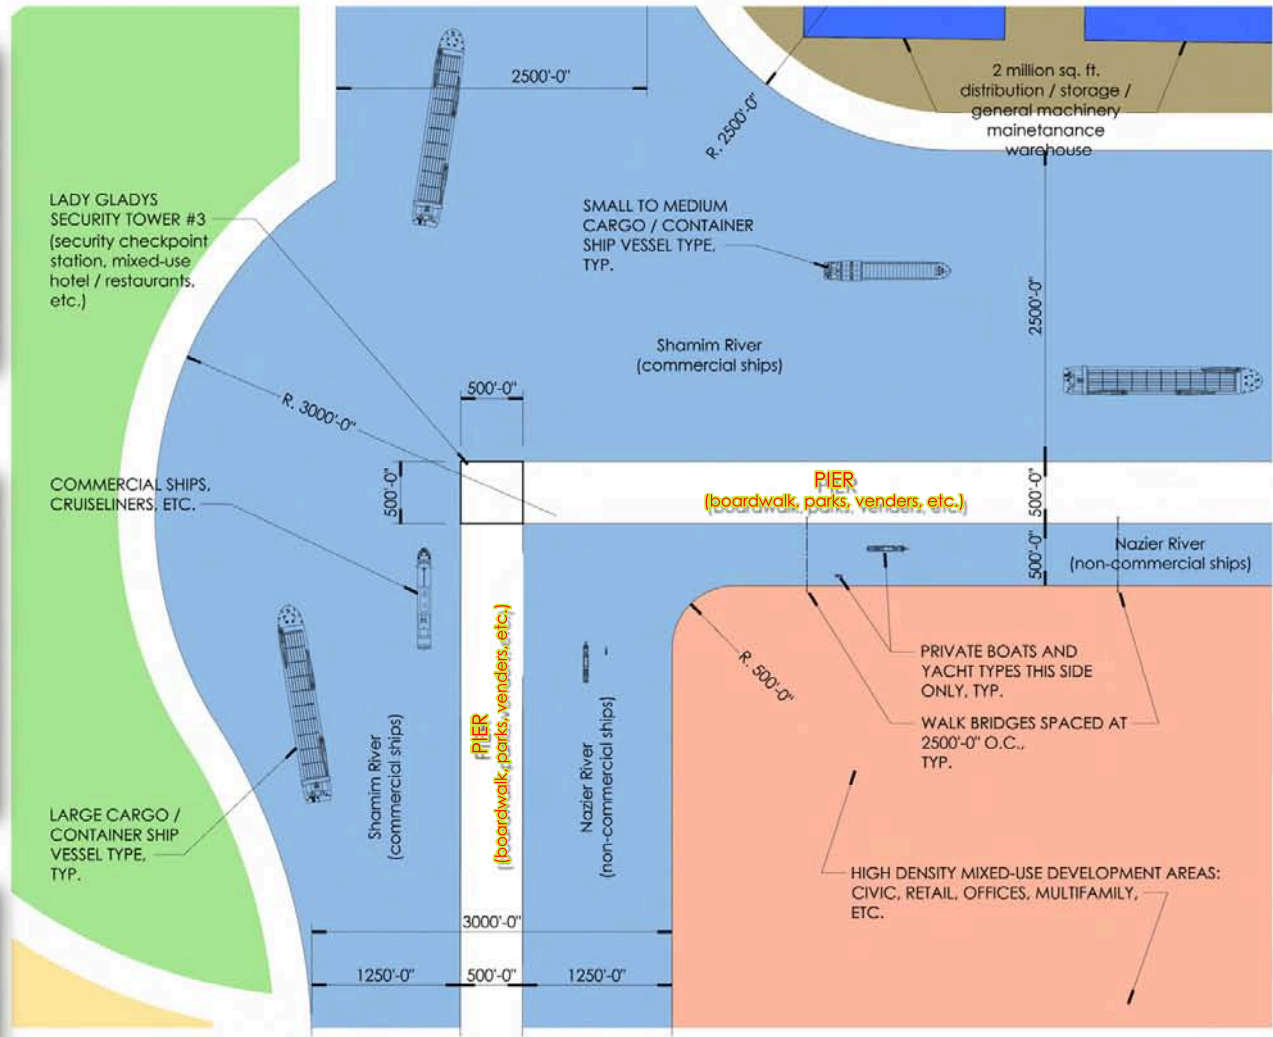 2500'-0"
R. 2500'-0"
2 million sq. ft.
distribution / storage /
general machinery
mainetanance
warehouse
LADY GLADYS
SECURITY TOWER #3
(security checkpoint
station, mixed-use
hotel / restaurants,
etc.)
SMALL TO MEDIUM
CARGO / CONTAINER
SHIP VESSEL TYPE,
TYP.
2500'-0"
Shamim River
(commercial ships)
500'-0"
R. 3000'-0"
COMMERCIAL SHIPS,
CRUISELINERS, ETC.
500'-0"
PIER
(boardwalk, parks, venders, etc.)
500'-0"
500'-0"
Nazier River
(non-commercial ships)
PIER
(boardwalk, parks, venders, etc.)
R. 500'-0"
PRIVATE BOATS AND
YACHT TYPES THIS SIDE
ONLY, TYP.
WALK BRIDGES SPACED AT
2500'-0" O.C.,
TYP.
Shamim River
(commercial ships)
Nazier River
(non-commercial ships)
LARGE CARGO /
CONTAINER SHIP
VESSEL TYPE,
TYP.
HIGH DENSITY MIXED-USE DEVELOPMENT AREAS:
CIVIC, RETAIL, OFFICES, MULTIFAMILY,
ETC.
3000'-0"
1250'-0"
500'-0"
1250'-0"